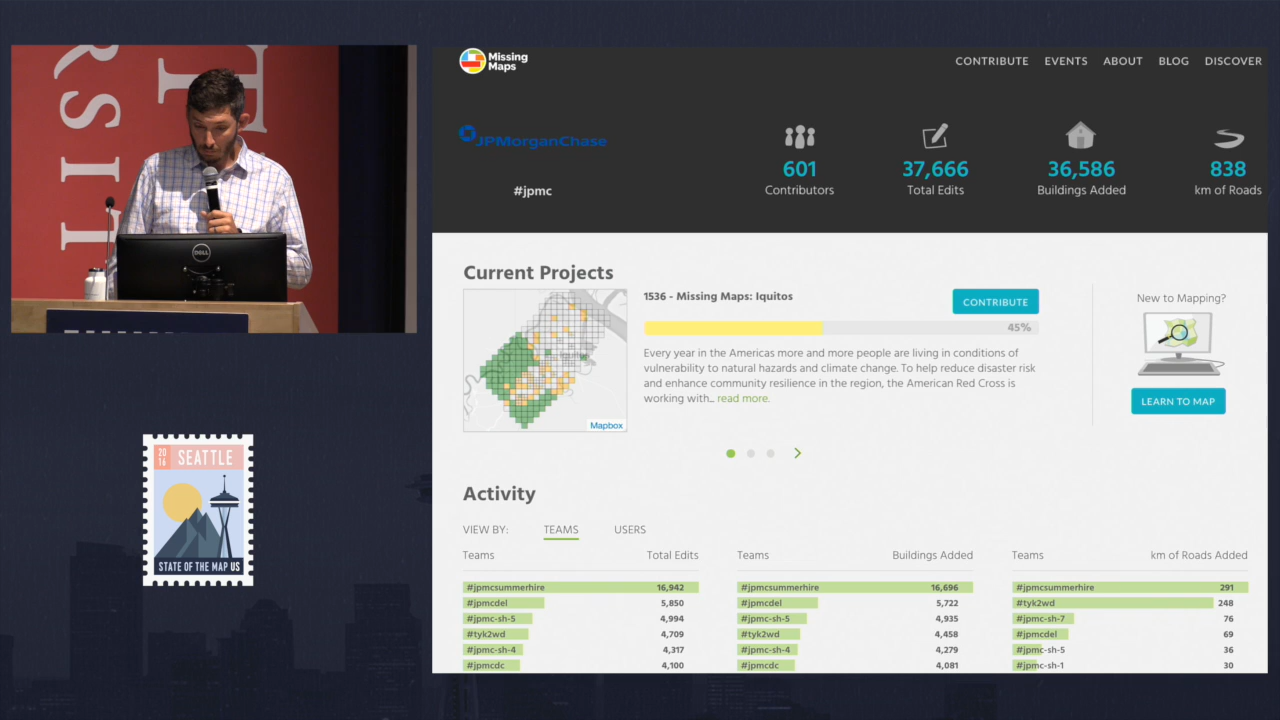 RSIT
T
DELL
Missing
Maps
CONTRIBUTE EVENTS ABOUT BLOG DISCOVER
JPMorganChase
#jpmc
601
Contributors
37,666
Total Edits
36,586
Buildings Added
838
km of Roads
Current Projects
Mapbox
1536 - Missing Maps: Iquitos
CONTRIBUTE
45%
Every year in the Americas more and more people are living in conditions of
vulnerability to natural hazards and climate change. To help reduce disaster risk
and enhance community resilience in the region, the American Red Cross is
working with... read more.
New to Mapping?
LEARN TO MAP
Activity
VIEW BY: TEAMS USERS
Teams Total Edits
#jpmcsummerhire 16,942
#jpmcdel 5,850
#jpmc-sh-5 4,994
#tyk2wd 4,709
#jpmc-sh-4 4,317
#jpmcdc 4,100
Teams Buildings Added
#jpmcsummerhire 16,696
#jpmcdel 5,722
#jpmc-sh-5 4,935
#tyk2wd 4,458
#jpmc-sh-4 4,279
#jpmcdc 4,081
Teams km of Roads Added
#jpmcsummerhire 291
#tyk2wd 248
#jpmc-sh-7 76
#jpmcdel 69
#jpmc-sh-5 36
#jpmc-sh-1 30
2016
SEATTLE
STATE OF THE MAP US